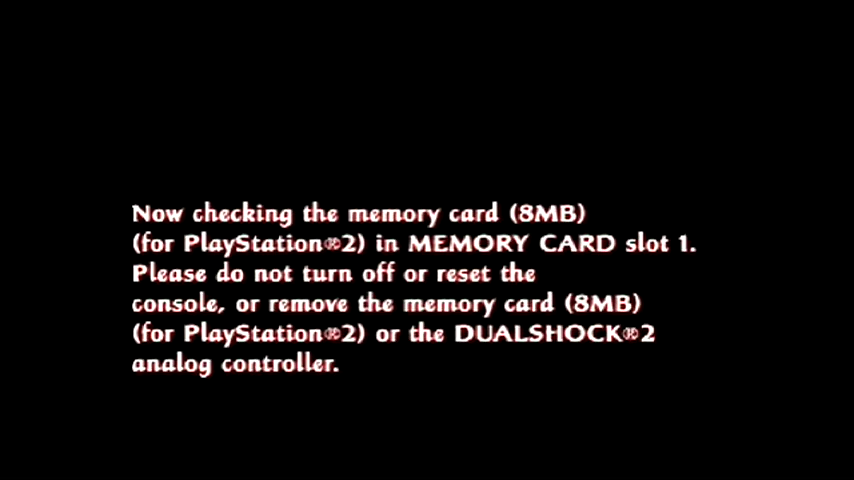 Now checking the memory card (8MB)
(for PlayStation®2) in MEMORY CARD slot 1.
Please do not turn off or reset the
console, or remove the memory card (8MB)
(for PlayStation®2) or the DUALSHOCK®2
analog controller.